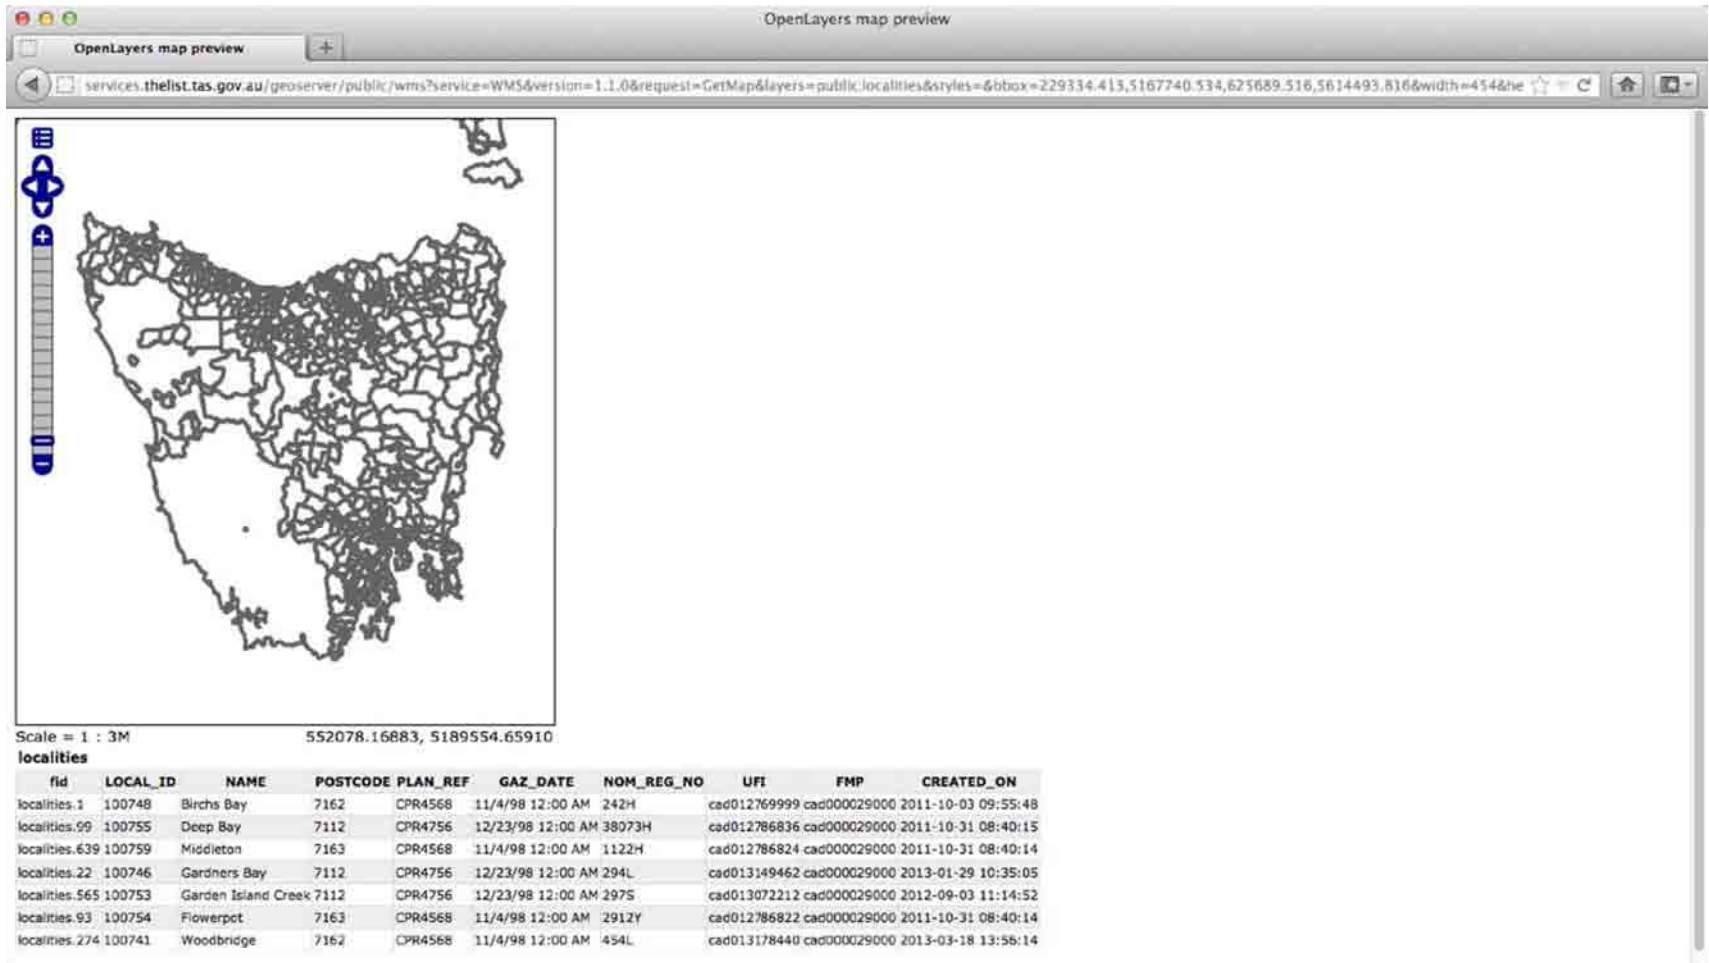 OpenLayers map preview
OpenLayers map preview +
services.thelist.tas.gov.au/geoserver/public/wms?service=WMS&version=1.1.0&request=GetMap&layers=public:localities&styles=&bbox=229334.413,5167740.534,625689.516,5614493.816&width=454&he
+
−
Scale = 1 : 3M 552078.16883, 5189554.65910
localities
fid LOCAL_ID NAME POSTCODE PLAN_REF GAZ_DATE NOM_REG_NO UFI FMP CREATED_ON
localities.1 100748 Birchs Bay 7162 CPR4568 11/4/98 12:00 AM 242H cad012769999 cad000029000 2011-10-03 09:55:48
localities.99 100755 Deep Bay 7112 CPR4756 12/23/98 12:00 AM 38073H cad012786836 cad000029000 2011-10-31 08:40:15
localities.639 100759 Middleton 7163 CPR4568 11/4/98 12:00 AM 1122H cad012786824 cad000029000 2011-10-31 08:40:14
localities.22 100746 Gardners Bay 7112 CPR4756 12/23/98 12:00 AM 294L cad013149462 cad000029000 2013-01-29 10:35:05
localities.565 100753 Garden Island Creek 7112 CPR4756 12/23/98 12:00 AM 297S cad013072212 cad000029000 2012-09-03 11:14:52
localities.93 100754 Flowerpot 7163 CPR4568 11/4/98 12:00 AM 2912Y cad012786822 cad000029000 2011-10-31 08:40:14
localities.274 100741 Woodbridge 7162 CPR4568 11/4/98 12:00 AM 454L cad013178440 cad000029000 2013-03-18 13:56:14